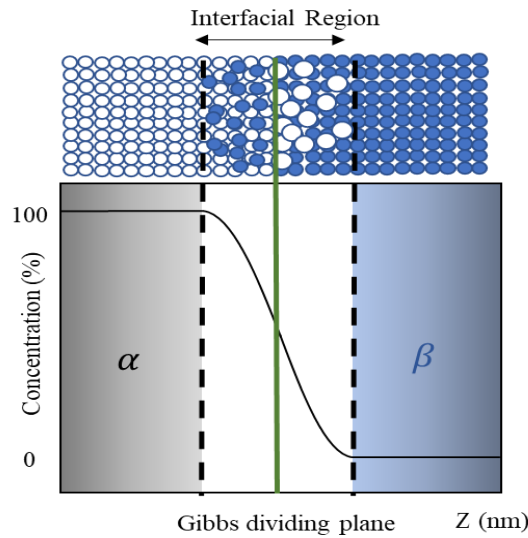 Interfacial Region
100
Concentration (%)
α
β
0
Gibbs dividing plane
Z (nm)